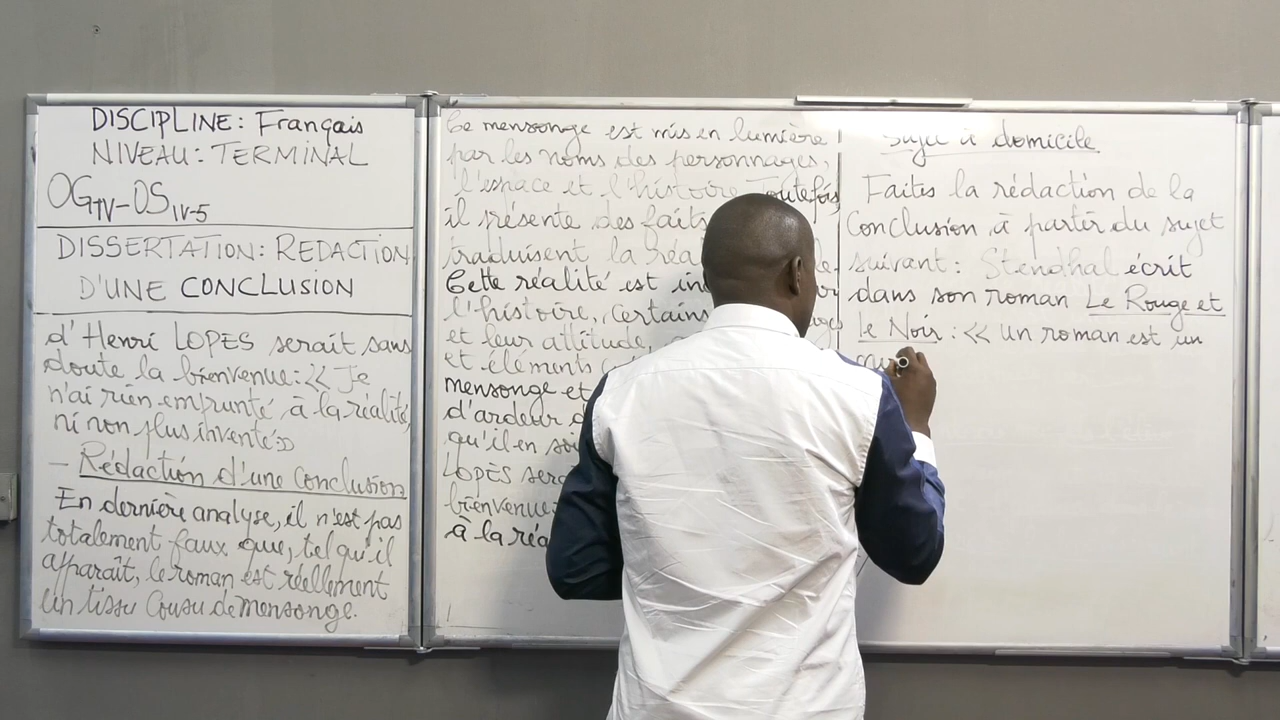 DISCIPLINE: Français
NIVEAU: TERMINAL
OG IV-OS IV-5
DISSERTATION: REDACTION
D'UNE CONCLUSION
d'Henri LOPES serait sans
doute la bienvenue: << Je
n'ai rien emprunté à la réalité,
ni non plus inventé>>
- Rédaction d'une Conclusion
En dernière analyse, il n'est pas
totalement faux que, tel qu'il
apparaît, le roman est réellement
Un tissu Cousu de mensonge.
Ce mensonge est mis en lumière
par les noms des personnages,
l'espace et l'histoire. Toutefois,
il présente des faits
traduisent la
Cette réalité est
l'histoire, certains
et leur attitude,
et éléments
mensonge et
d'ardeur
qu'il en
LOPÈS
bienvenue
à la
Sujet à domicile
Faites la rédaction de la
Conclusion à partir du sujet
suivant: Stendhal écrit
dans son roman Le Rouge et
le Noir: << un roman est un